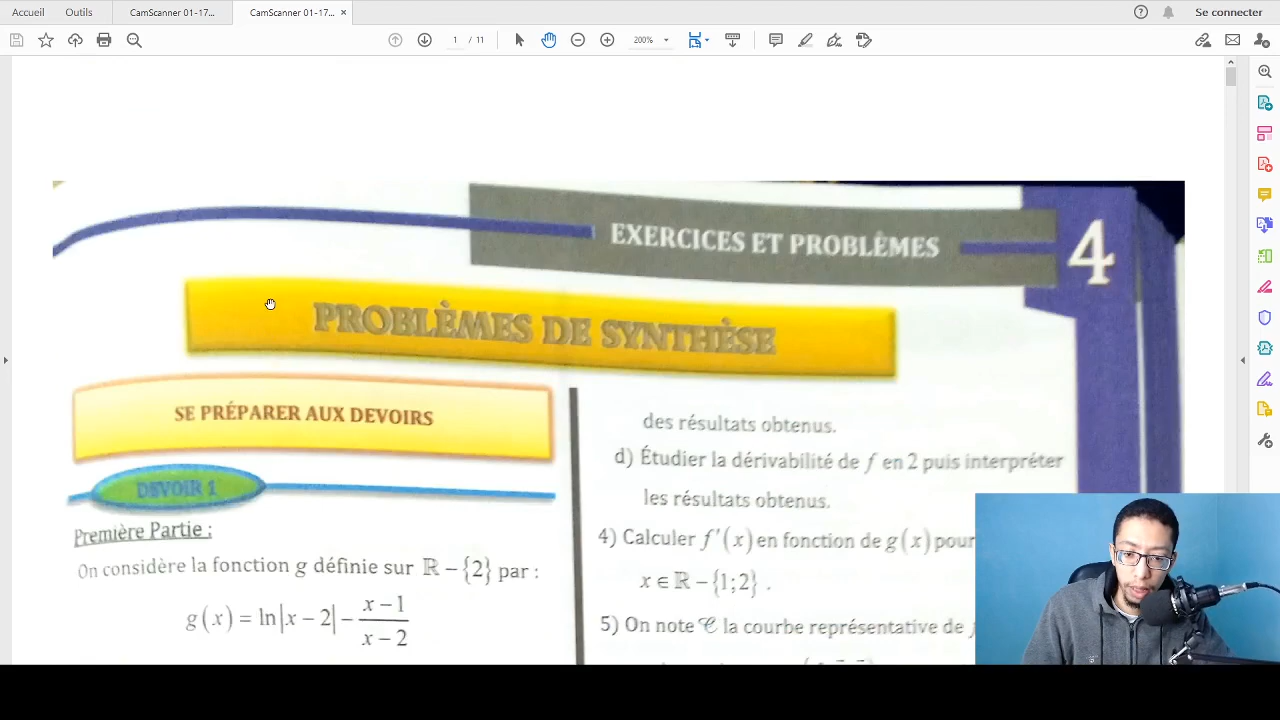 Accueil
Outils
CamScanner 01-17...
CamScanner 01-17... ×
Se connecter
1 / 11
200%
EXERCICES ET PROBLÈMES
4
PROBLÈMES DE SYNTHÈSE
SE PRÉPARER AUX DEVOIRS
DEVOIR 1
Première Partie :
On considère la fonction g définie sur ℝ − {2} par :
g(x) = ln|x − 2| − (x − 1)/(x − 2)
des résultats obtenus.
d) Étudier la dérivabilité de f en 2 puis interpréter
les résultats obtenus.
4) Calculer f′(x) en fonction de g(x) pour
x ∈ ℝ − {1;2} .
5) On note 𝒞 la courbe représentative de f